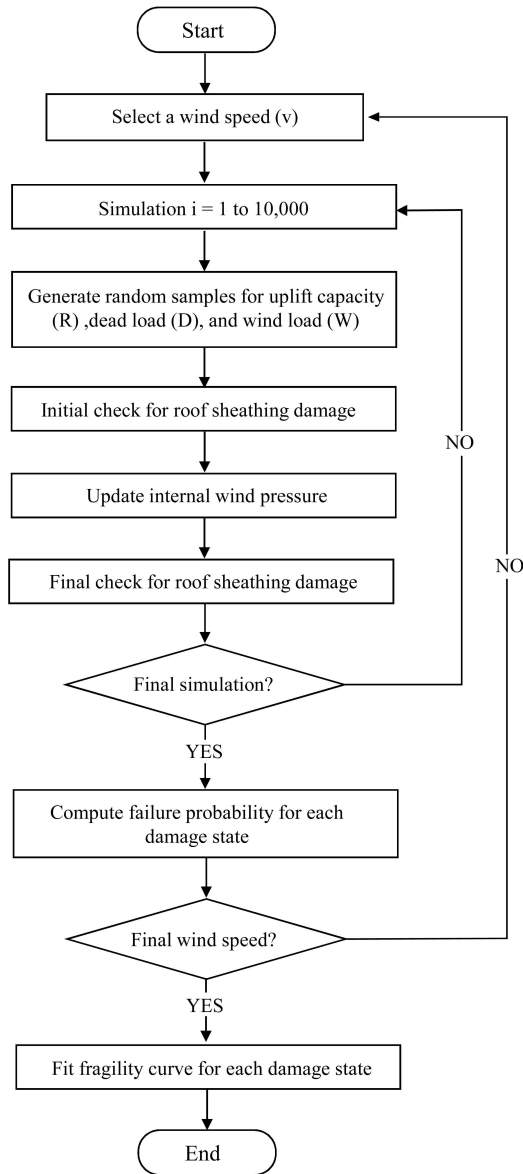 Start
Select a wind speed (v)
Simulation i = 1 to 10,000
Generate random samples for uplift capacity
(R) ,dead load (D), and wind load (W)
Initial check for roof sheathing damage
NO
Update internal wind pressure
NO
Final check for roof sheathing damage
Final simulation?
YES
Compute failure probability for each
damage state
Final wind speed?
YES
Fit fragility curve for each damage state
End